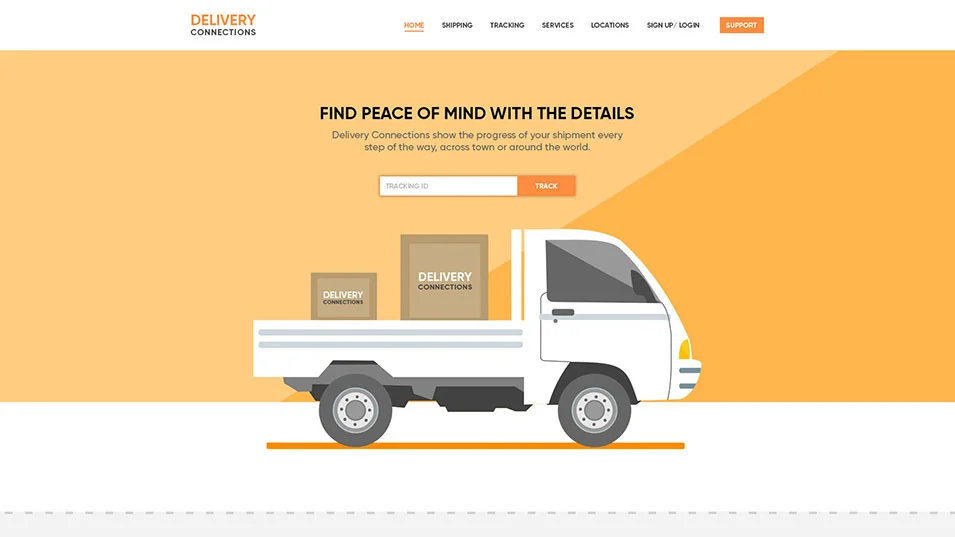 DELIVERY
CONNECTIONS
HOME SHIPPING TRACKING SERVICES LOCATIONS SIGN UP/ LOGIN SUPPORT
FIND PEACE OF MIND WITH THE DETAILS
Delivery Connections show the progress of your shipment every
step of the way, across town or around the world.
TRACKING ID TRACK
DELIVERY
CONNECTIONS
DELIVERY
CONNECTIONS